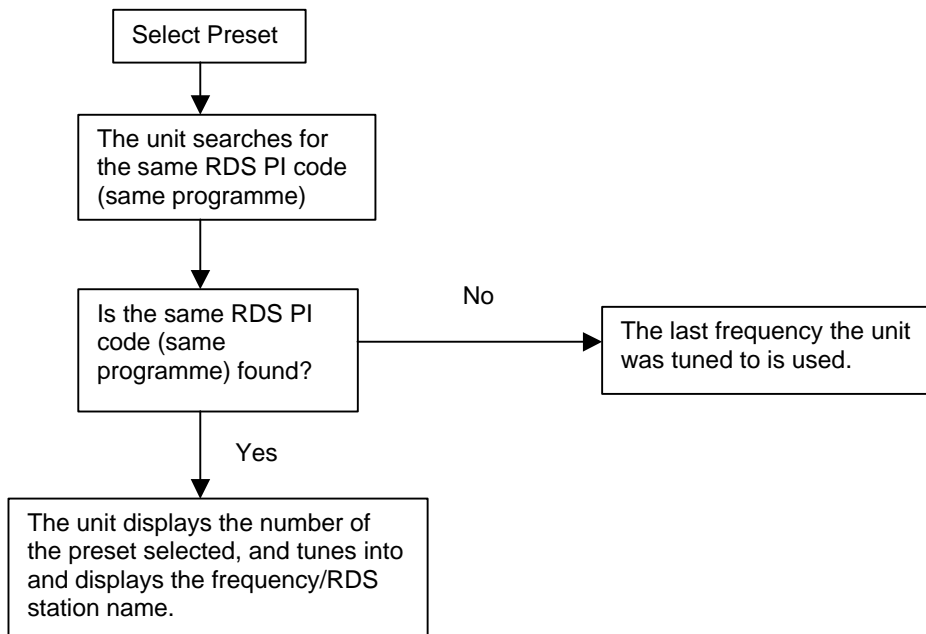 Select Preset
The unit searches for
the same RDS PI code
(same programme)
Is the same RDS PI
code (same
programme) found?
No
The last frequency the unit
was tuned to is used.
Yes
The unit displays the number of
the preset selected, and tunes into
and displays the frequency/RDS
station name.